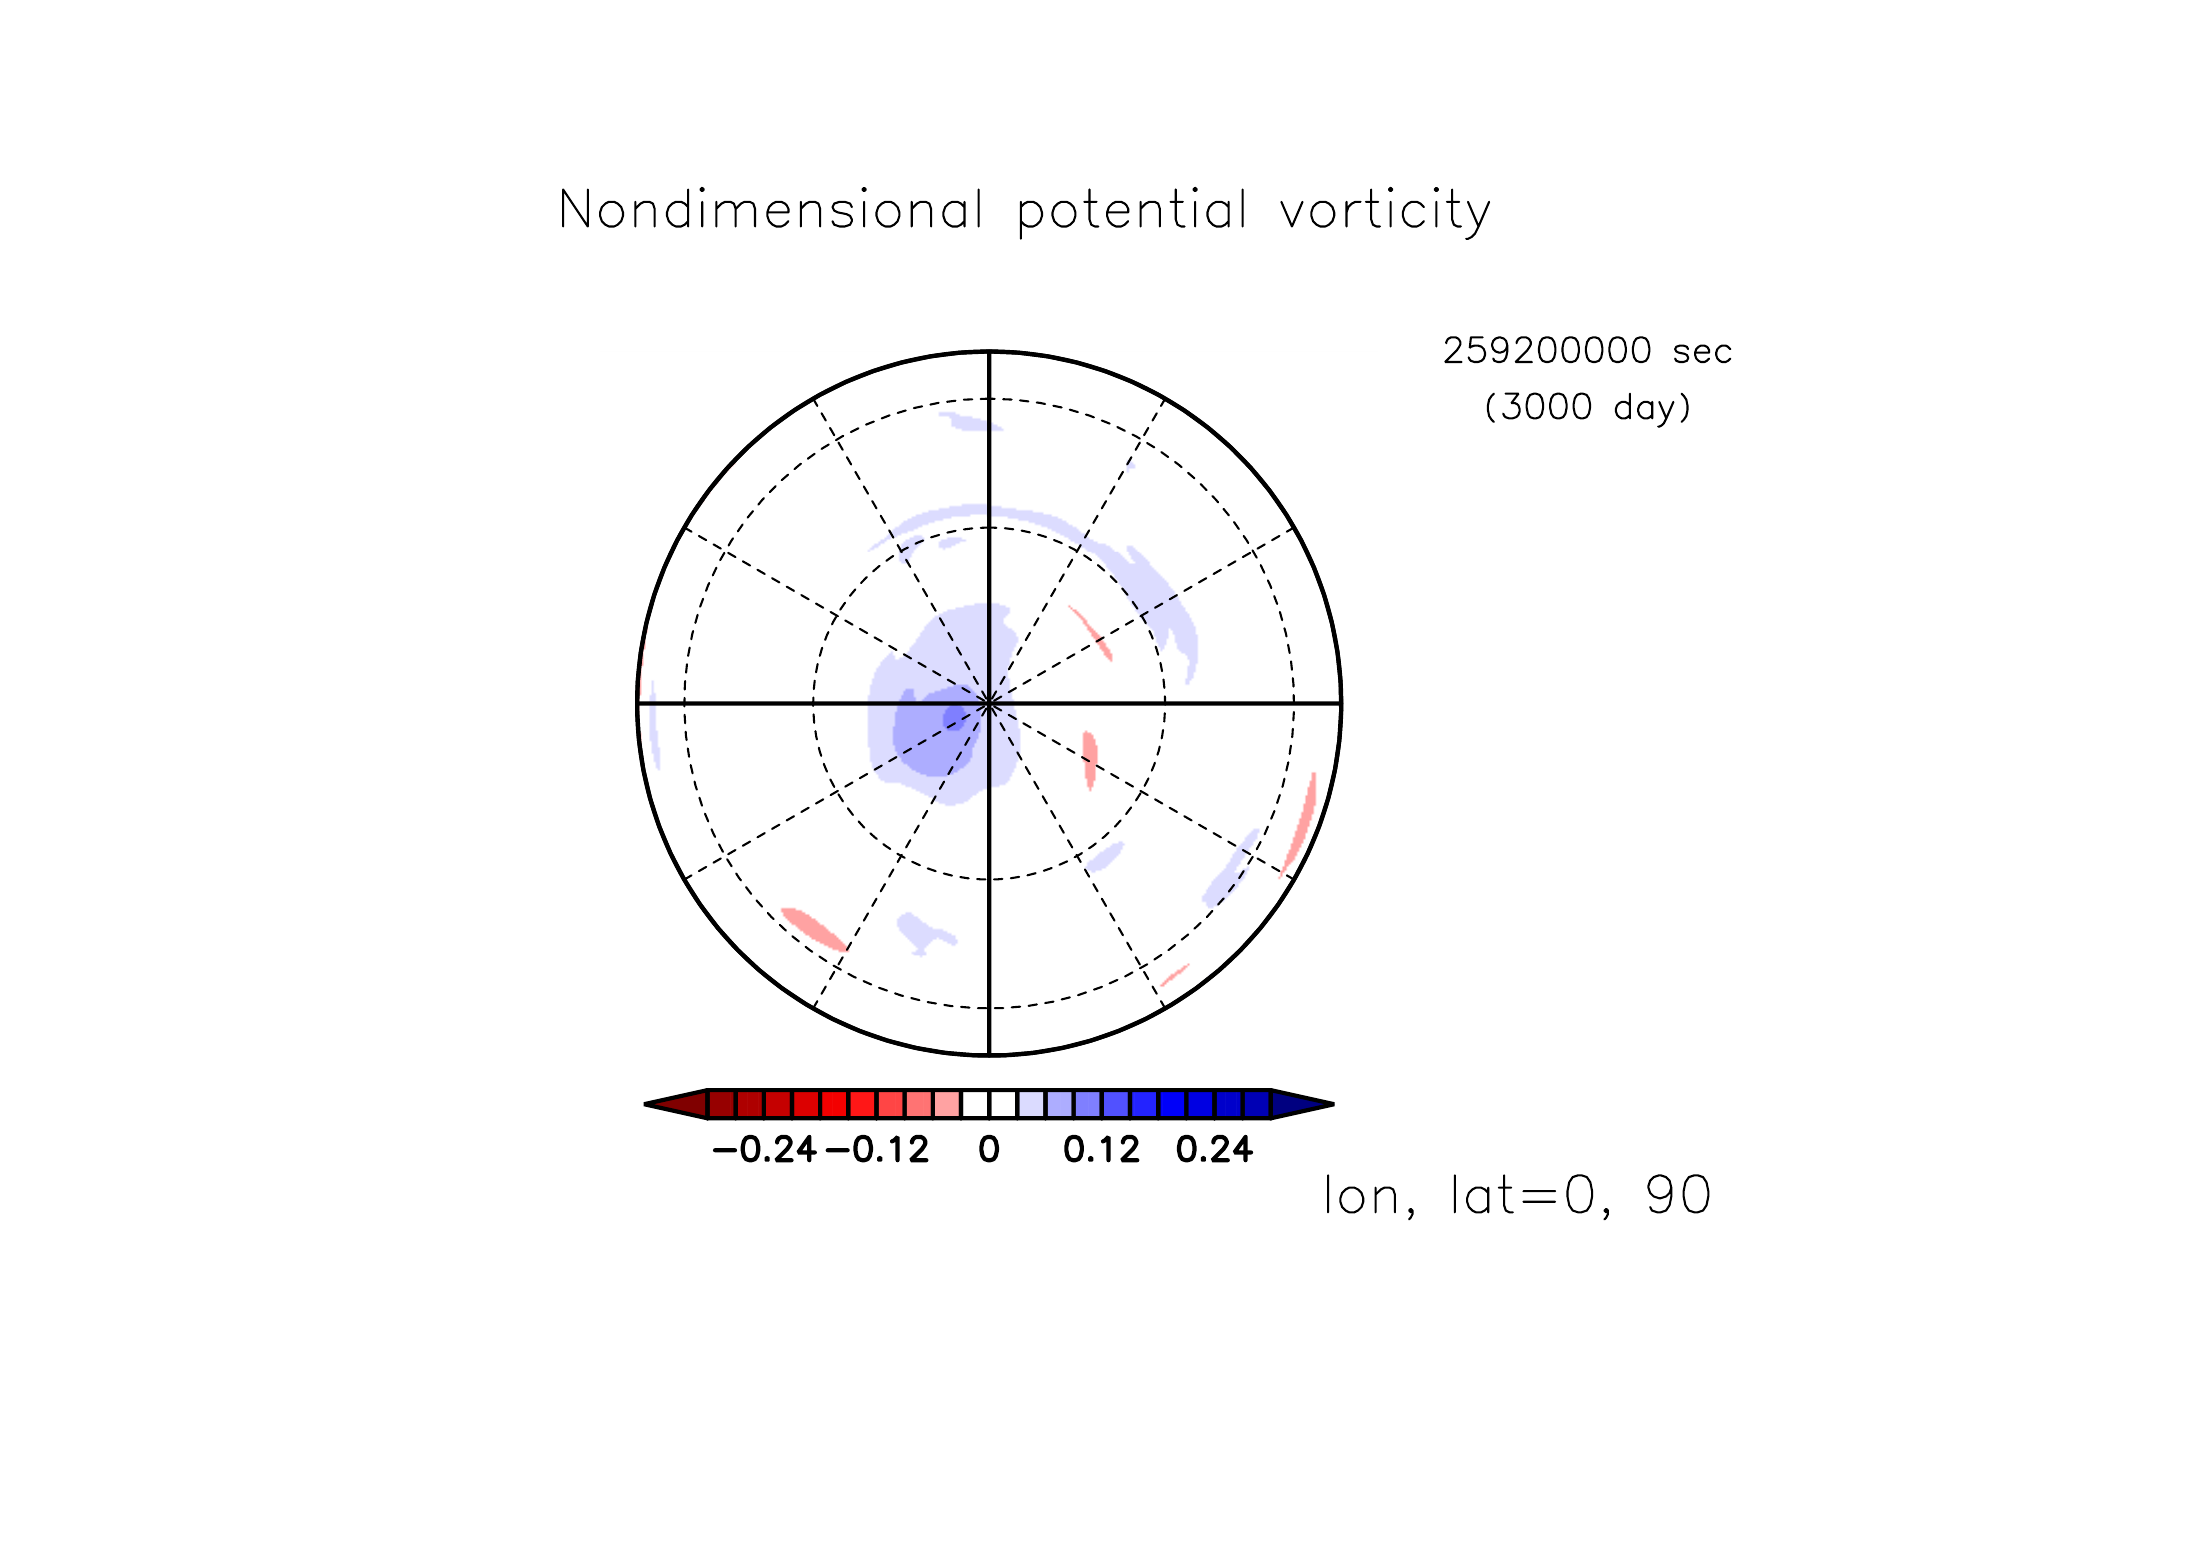 Nondimensional potential vorticity
259200000 sec
(3000 day)
−0.24 −0.12 0 0.12 0.24
lon, lat=0, 90